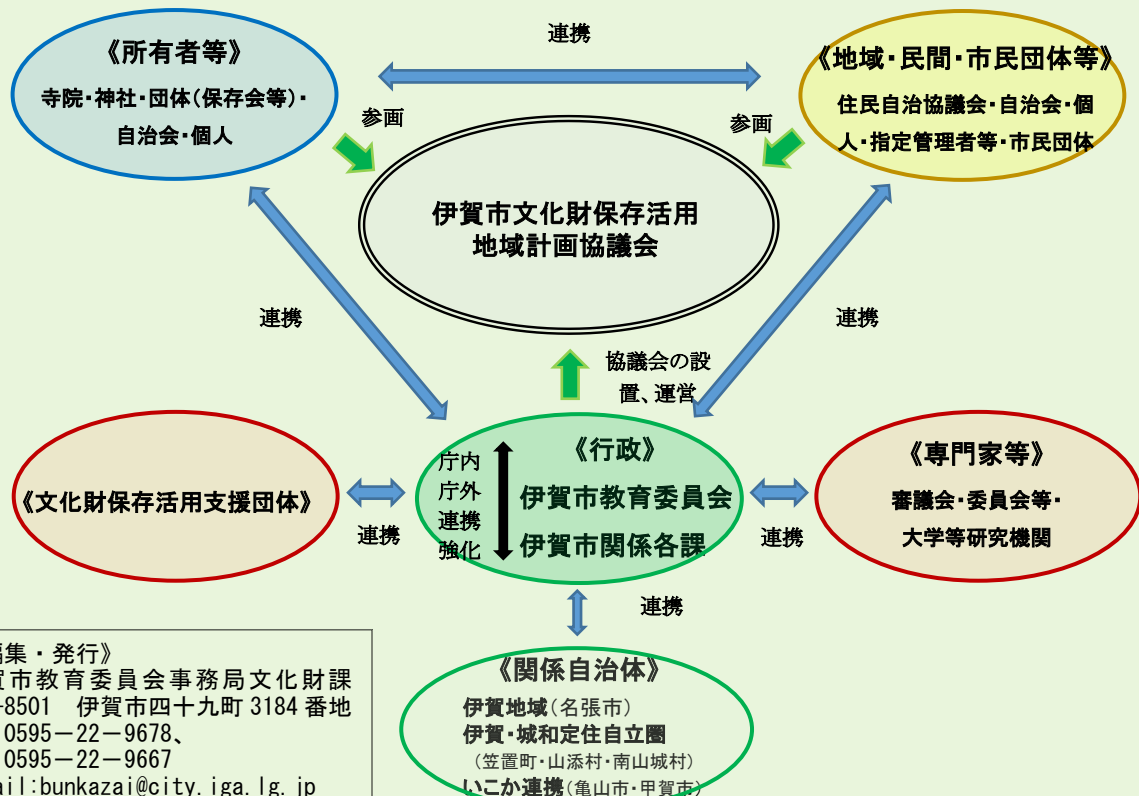 連携
《所有者等》
寺院・神社・団体(保存会等)・
自治会・個人
《地域・民間・市民団体等》
住民自治協議会・自治会・個
人・指定管理者等・市民団体
参画
参画
伊賀市文化財保存活用
地域計画協議会
連携
連携
協議会の設
置、運営
《文化財保存活用支援団体》
連携
庁内
庁外
連携
強化
《行政》
伊賀市教育委員会
伊賀市関係各課
連携
《専門家等》
審議会・委員会等・
大学等研究機関
連携
《関係自治体》
伊賀地域(名張市)
伊賀・城和定住自立圏
(笠置町・山添村・南山城村)
いこか連携(亀山市・甲賀市)
編集・発行》
賀市教育委員会事務局文化財課
-8501 伊賀市四十九町 3184 番地
0595-22-9678、
0595-22-9667
ail:bunkazai@city.iga.lg.jp